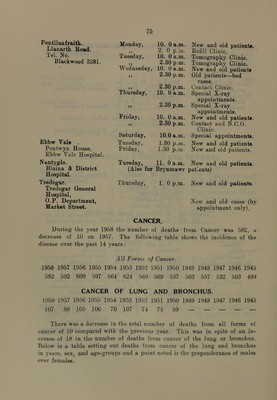 75
Pontllanfraith. Monday, 10. 0 a.m. New and old patients.
Llanarth Road. ,, 2. 0 p.m. Refill Clinic.
Tel. No. Tuesday, 10. 0 a.m. Tomography Clinic.
Blackwood 3281. ,, 2.30 p.m. Tomography Clinic.
Wednesday, 10. 0 a.m. New and old patients
,, 2.30 p.m. Old patients—bed
cases.
,, 2.30 p.m. Contact Clinic.
Thursday, 10. 0 a.m. Special X-ray
appointments.
,, 2.30 p.m. Special X-ray
appointments.
Friday, 10. 0 a.m. New and old patients.
,, 2.30 p.m. Contact and B.C.G.
Clinic.
Saturday, 10.0 a.m. Special appointments.
Ebbw Vale Tuesday, 1.30 p.m. New and old patients.
Pentwyn House, Friday, 1.30 p.m. New and old patients.
Ebbw Vale Hospital.
Nantyglo. Tuesday, 11. 0 a.m. New and old patients.
Blaina & District (Also for Brynmawr patients)
Hospital.
Tredegar. Thursday, 1. 0 p.m. New and old patients.
Tredegar General
Hospital,
O.P. Department, New and old cases (by
Market Street. appointment only).
CANCER.
During the year 1958 the number of deaths from Cancer was 582, a
decrease of 10 on 1957. The following table shows the incidence of the
disease over the past 14 years:
All Forms of Cancer.
1958 1957 1956 1955 1954 1953 1952 1951 1950 1949 1948 1947 1946 1945
582 592 609 597 664 624 569 569 537 563 557 532 503 499
CANCER OF LUNG AND BRONCHUS.
1958 1957 1956 1955 1954 1953 1952 1951 1950 1949 1948 1947 1946 1945
107 89 105 106 70 107 74 74 89 — — — — —
There was a decrease in the total number of deaths from all forms of
cancer of 10 compared with the previous year. This was in spite of an in-
crease of 18 in the number of deaths from cancer of the lung or bronchus.
Below is a table setting out deaths from cancer of the lung and bronchus
in years, sex, and age-groups and a point noted is the preponderance of males
over females.